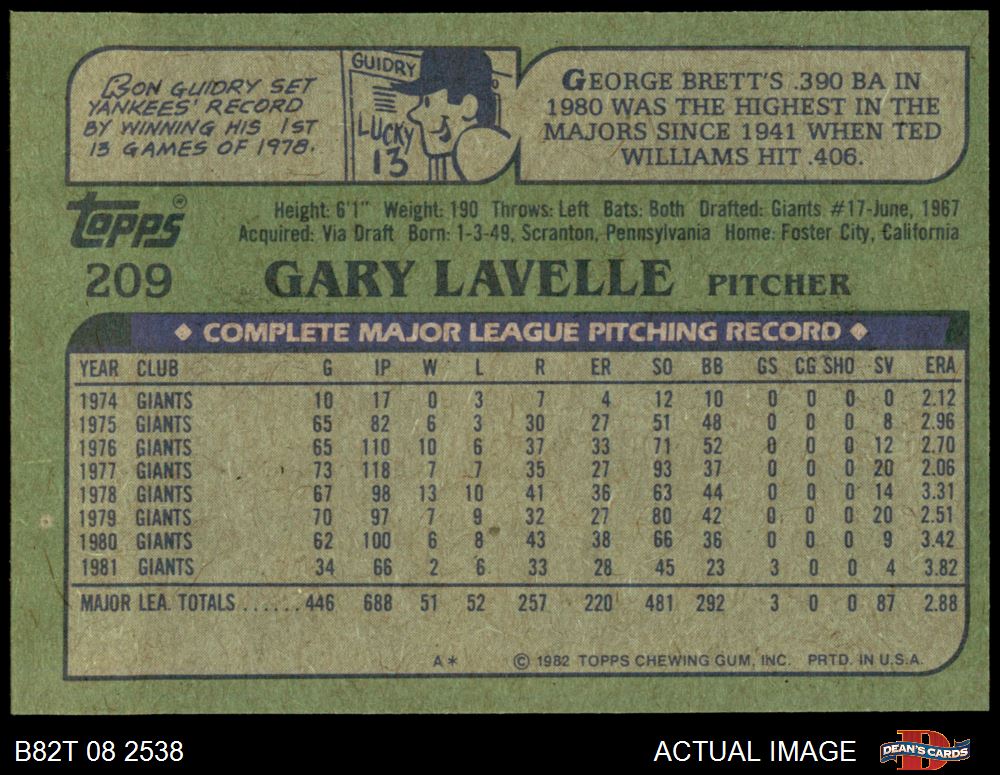 RON GUIDRY SET
YANKEES' RECORD
BY WINNING HIS 1ST
13 GAMES OF 1978.
GUIDRY
LUCKY
13
GEORGE BRETT'S .390 BA IN
1980 WAS THE HIGHEST IN THE
MAJORS SINCE 1941 WHEN TED
WILLIAMS HIT .406.
topps®
Height: 6'1" Weight: 190 Throws: Left Bats: Both Drafted: Giants #17-June, 1967
Acquired: Via Draft Born: 1-3-49, Scranton, Pennsylvania Home: Foster City, California
209 GARY LAVELLE PITCHER
COMPLETE MAJOR LEAGUE PITCHING RECORD
YEAR CLUB G IP W L R ER SO BB GS CG SHO SV ERA
1974 GIANTS 10 17 0 3 7 4 12 10 0 0 0 0 2.12
1975 GIANTS 65 82 6 3 30 27 51 48 0 0 0 8 2.96
1976 GIANTS 65 110 10 6 37 33 71 52 0 0 0 12 2.70
1977 GIANTS 73 118 7 7 35 27 93 37 0 0 0 20 2.06
1978 GIANTS 67 98 13 10 41 36 63 44 0 0 0 14 3.31
1979 GIANTS 70 97 7 9 32 27 80 42 0 0 0 20 2.51
1980 GIANTS 62 100 6 8 43 38 66 36 0 0 0 9 3.42
1981 GIANTS 34 66 2 6 33 28 45 23 3 0 0 4 3.82
MAJOR LEA. TOTALS ...... 446 688 51 52 257 220 481 292 3 0 0 87 2.88
A* © 1982 TOPPS CHEWING GUM, INC. PRTD. IN U.S.A.
B82T 08 2538 ACTUAL IMAGE D DEAN'S CARDS